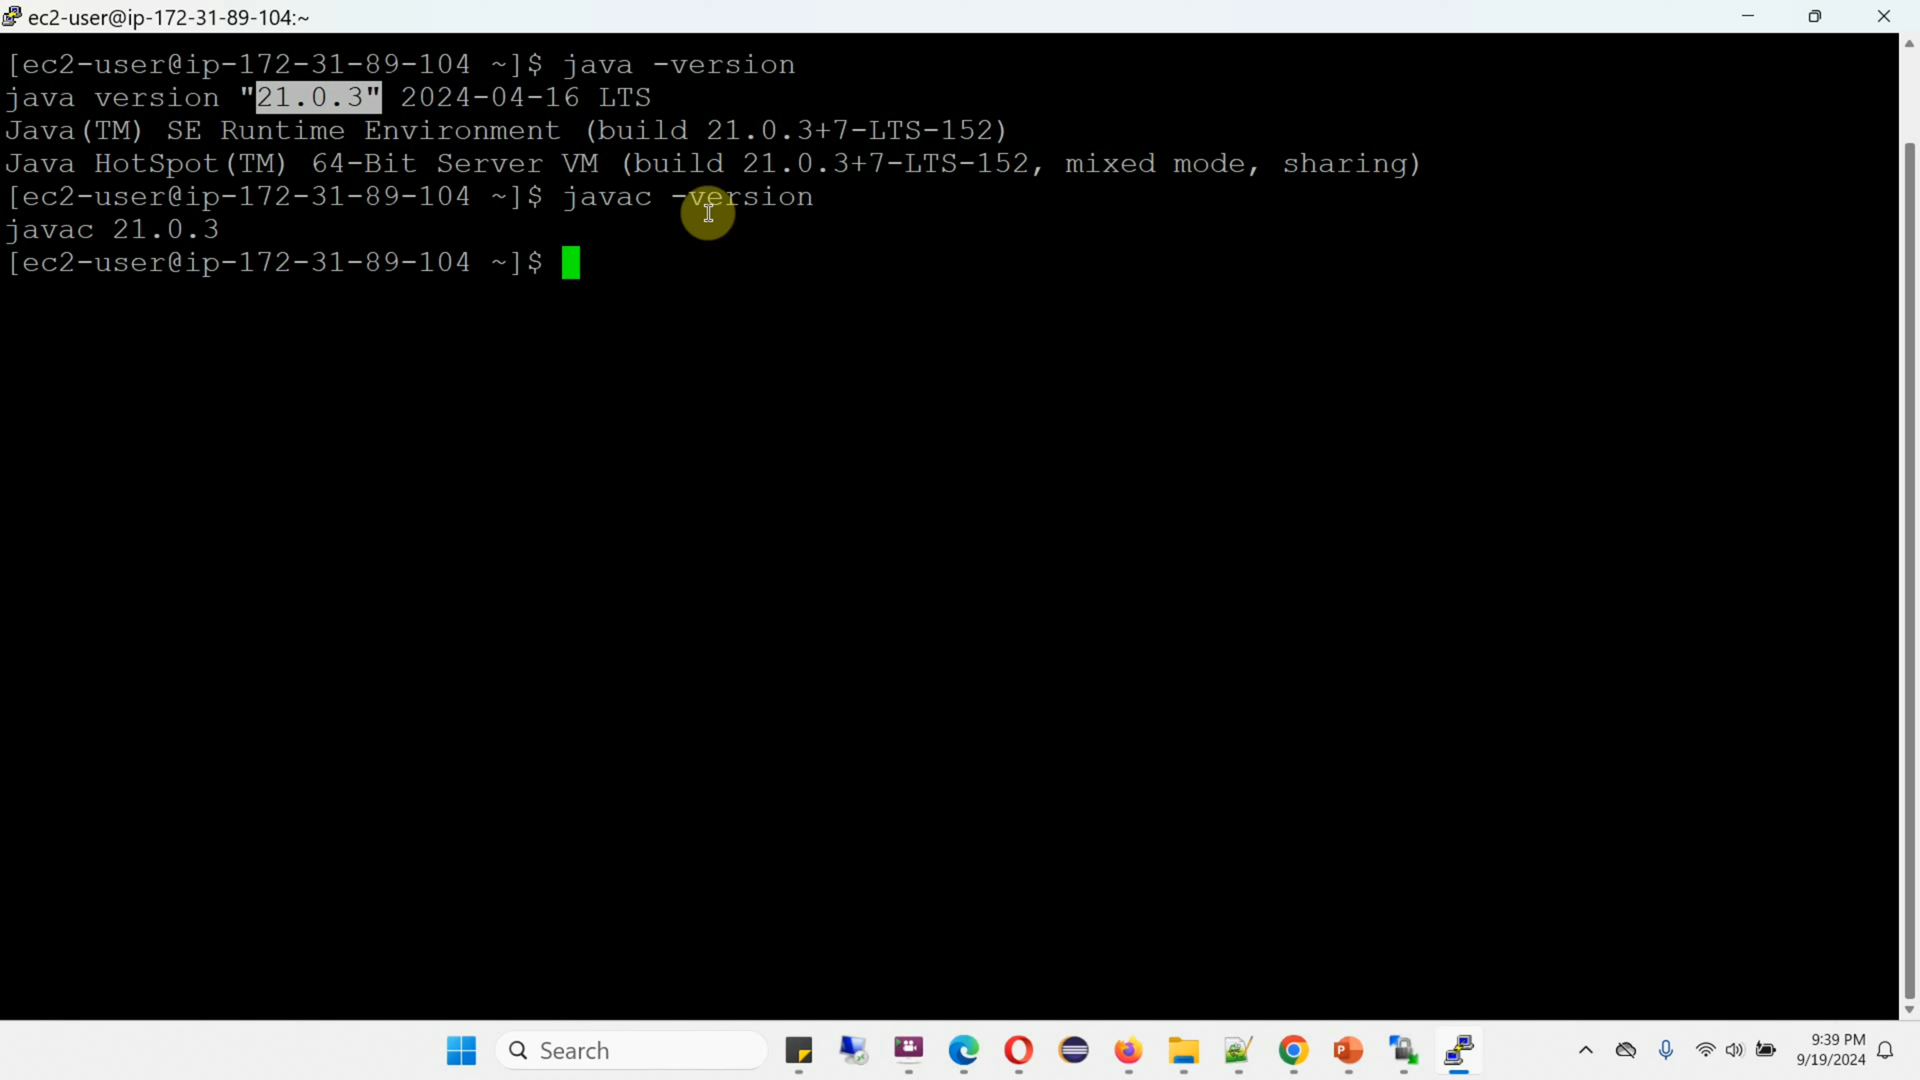 ec2-user@ip-172-31-89-104:~
[ec2-user@ip-172-31-89-104 ~]$ java -version
java version "21.0.3" 2024-04-16 LTS
Java(TM) SE Runtime Environment (build 21.0.3+7-LTS-152)
Java HotSpot(TM) 64-Bit Server VM (build 21.0.3+7-LTS-152, mixed mode, sharing)
[ec2-user@ip-172-31-89-104 ~]$ javac -version
javac 21.0.3
[ec2-user@ip-172-31-89-104 ~]$
Search
9:39 PM
9/19/2024